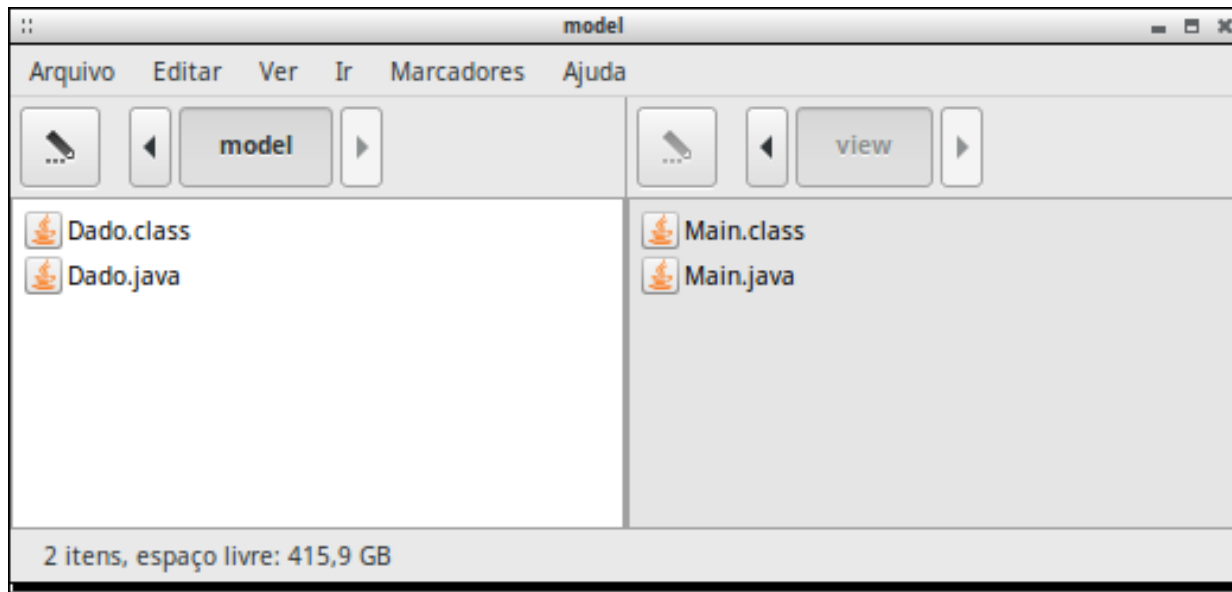 model
Arquivo Editar Ver Ir Marcadores Ajuda
model
view
Dado.class
Dado.java
Main.class
Main.java
2 itens, espaço livre: 415,9 GB